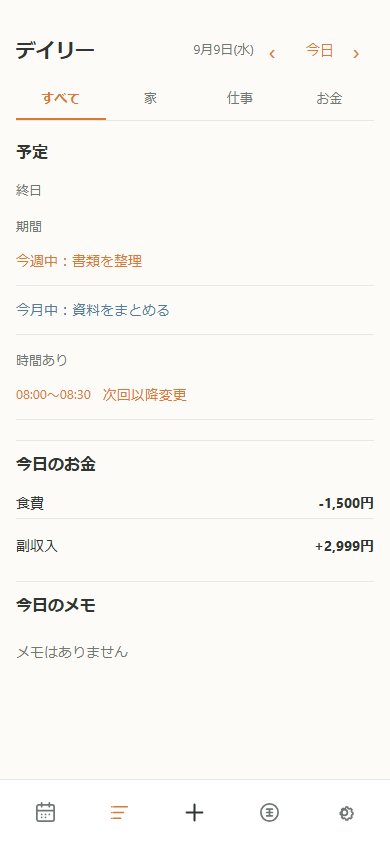 デイリー 9月9日(水) ‹ 今日 ›
すべて 家 仕事 お金
予定
終日
期間
今週中：書類を整理
今月中：資料をまとめる
時間あり
08:00〜08:30 次回以降変更
今日のお金
食費 -1,500円
副収入 +2,999円
今日のメモ
メモはありません